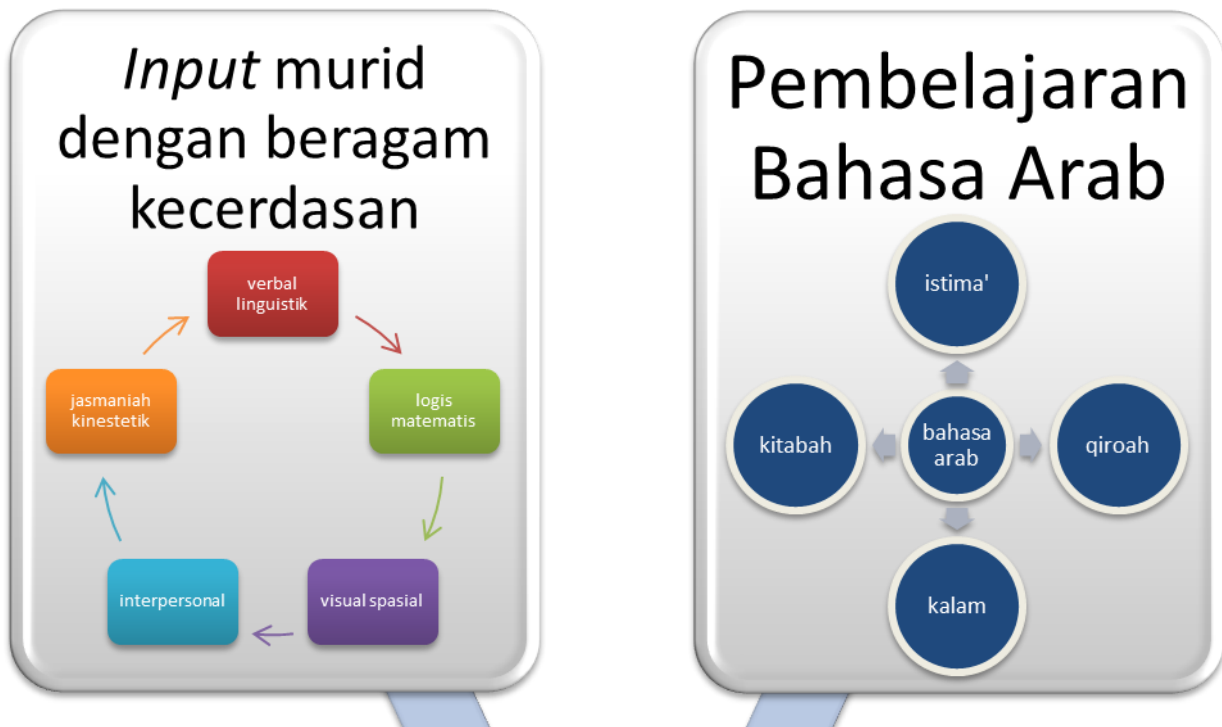 Input murid
dengan beragam
kecerdasan
verbal
linguistik
logis
matematis
visual spasial
interpersonal
jasmaniah
kinestetik
Pembelajaran
Bahasa Arab
istima'
kitabah
bahasa
arab
qiroah
kalam